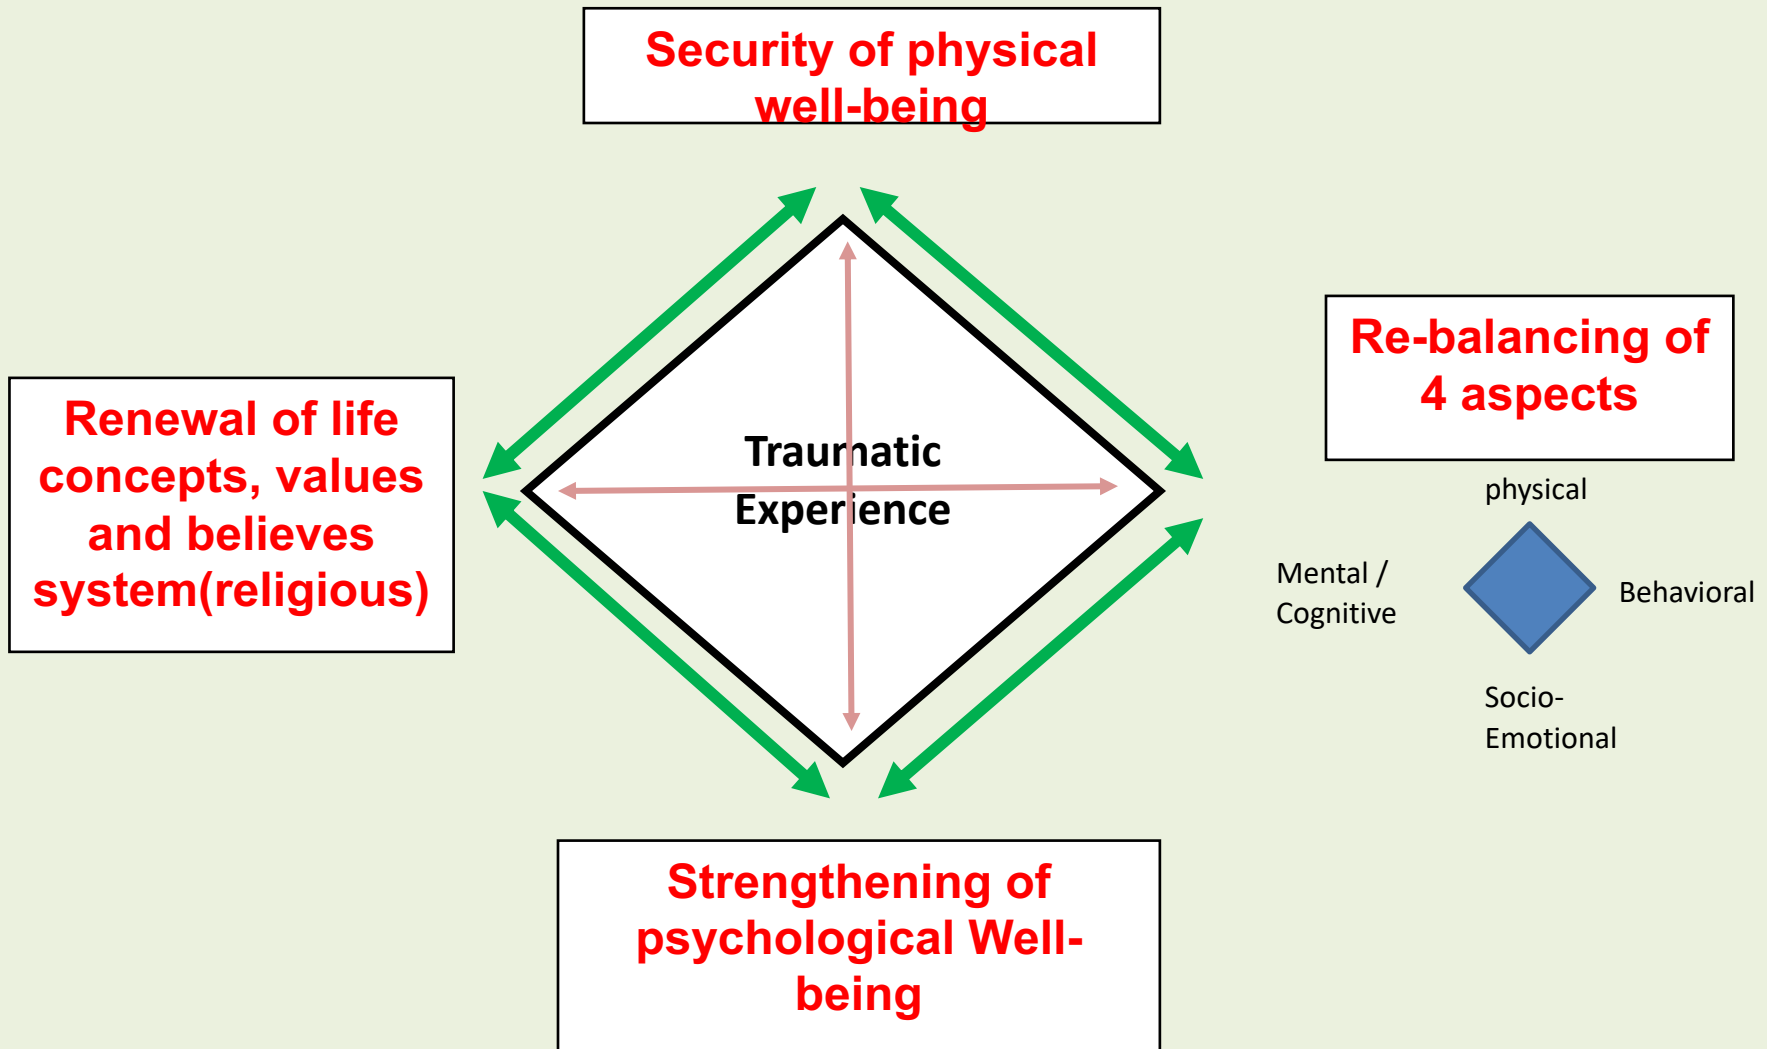 Security of physical
well-being
Re-balancing of
4 aspects
Renewal of life
concepts, values
and believes
system(religious)
Traumatic
Experience
physical
Mental /
Cognitive
Behavioral
Socio-
Emotional
Strengthening of
psychological Well-
being